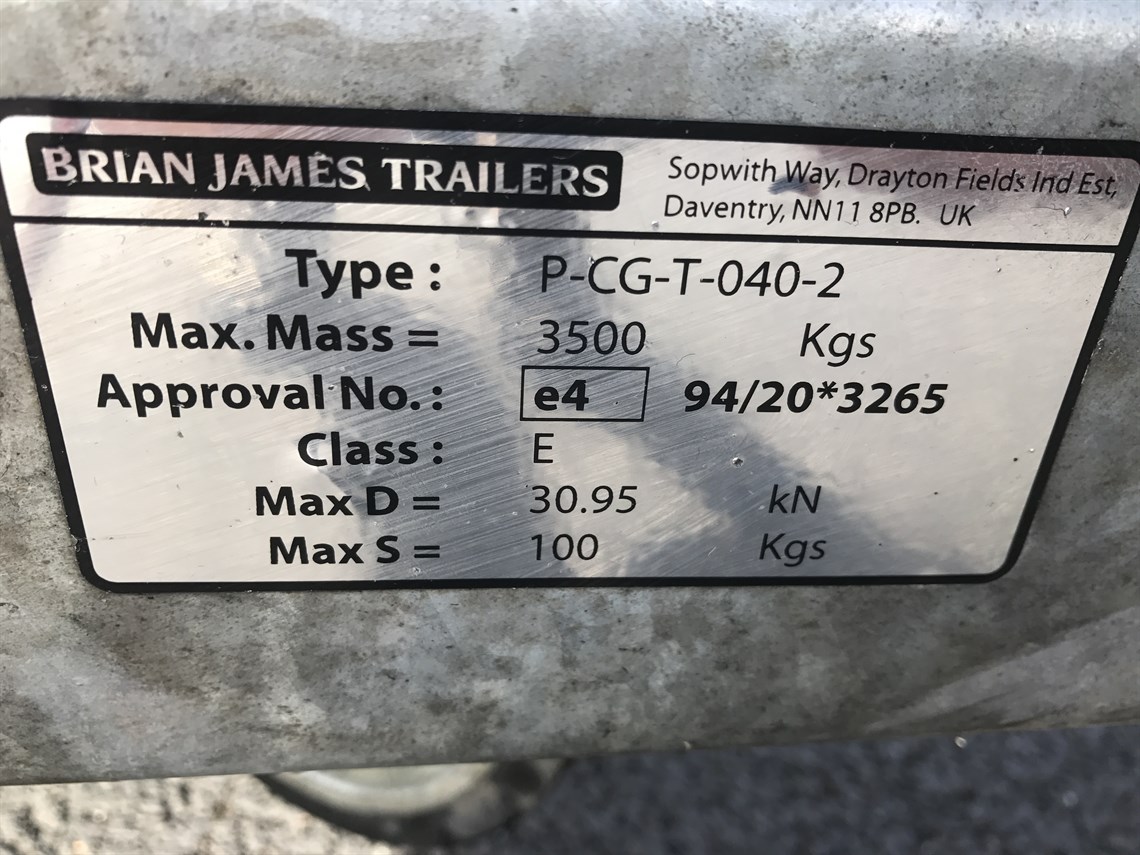 BRIAN JAMES TRAILERS
Sopwith Way, Drayton Fields Ind Est,
Daventry, NN11 8PB. UK
Type : P-CG-T-040-2
Max. Mass = 3500 Kgs
Approval No. : e4 94/20*3265
Class : E
Max D = 30.95 kN
Max S = 100 Kgs